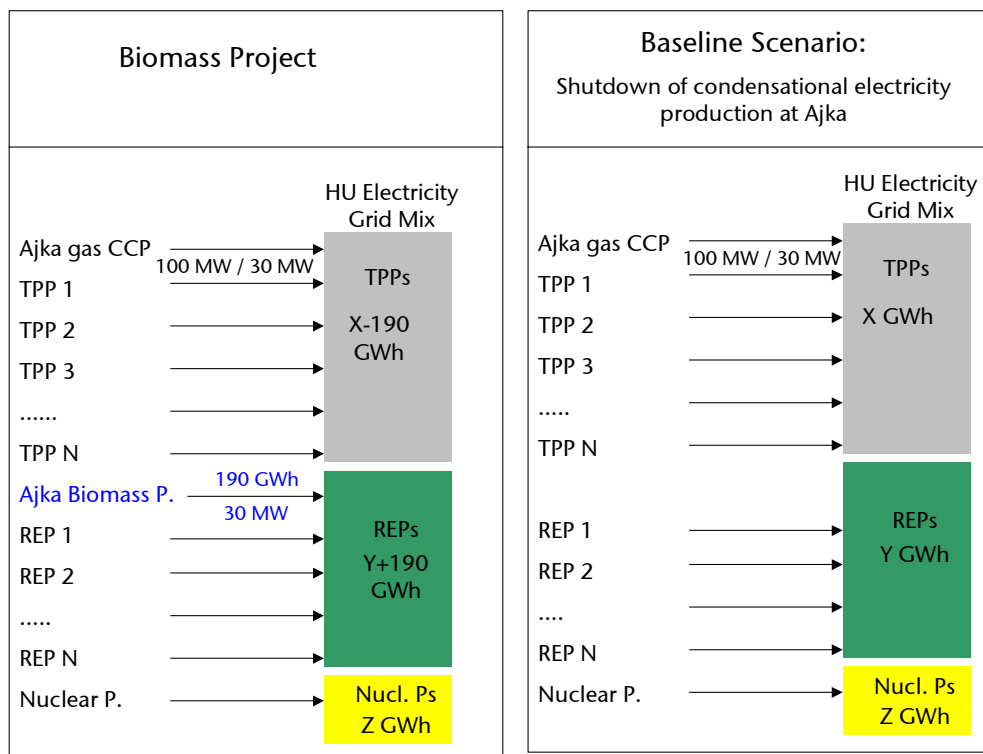 Biomass Project
HU Electricity
Grid Mix
Ajka gas CCP
100 MW / 30 MW
TPP 1
TPP 2
TPP 3
......
TPP N
TPPs
X-190
GWh
Ajka Biomass P.
190 GWh
30 MW
REP 1
REP 2
.....
REP N
REPs
Y+190
GWh
Nuclear P.
Nucl. Ps
Z GWh
Baseline Scenario:
Shutdown of condensational electricity
production at Ajka
HU Electricity
Grid Mix
Ajka gas CCP
100 MW / 30 MW
TPP 1
TPP 2
TPP 3
.....
TPP N
TPPs
X GWh
REP 1
REP 2
....
REP N
REPs
Y GWh
Nuclear P.
Nucl. Ps
Z GWh